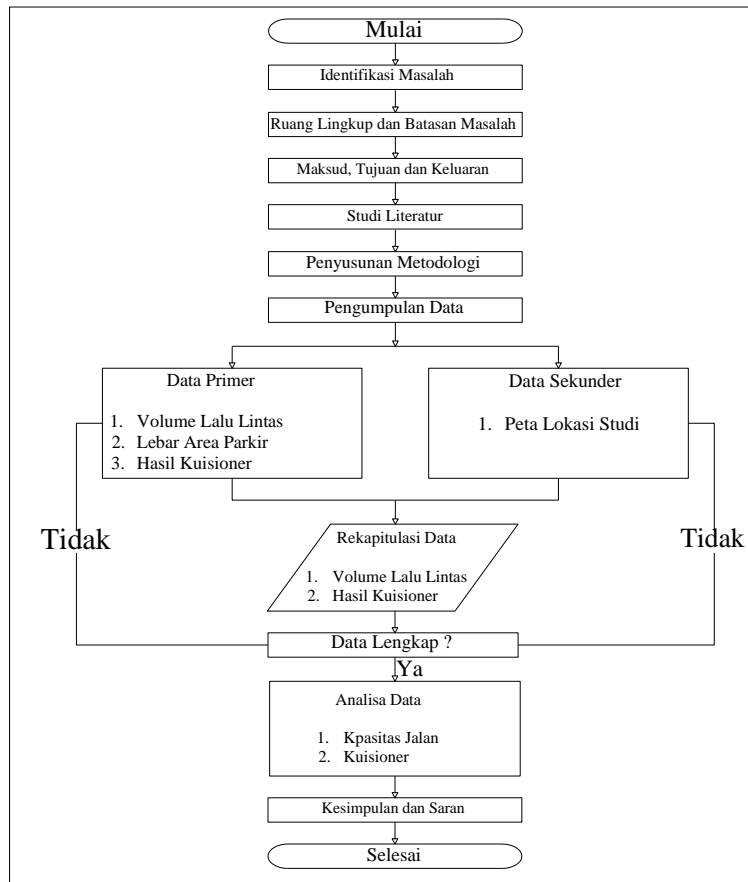 Mulai
Identifikasi Masalah
Ruang Lingkup dan Batasan Masalah
Maksud, Tujuan dan Keluaran
Studi Literatur
Penyusunan Metodologi
Pengumpulan Data
Data Primer
1. Volume Lalu Lintas
2. Lebar Area Parkir
3. Hasil Kuisioner
Data Sekunder
1. Peta Lokasi Studi
Tidak
Tidak
Rekapitulasi Data
1. Volume Lalu Lintas
2. Hasil Kuisioner
Data Lengkap ?
Ya
Analisa Data
1. Kpasitas Jalan
2. Kuisioner
Kesimpulan dan Saran
Selesai